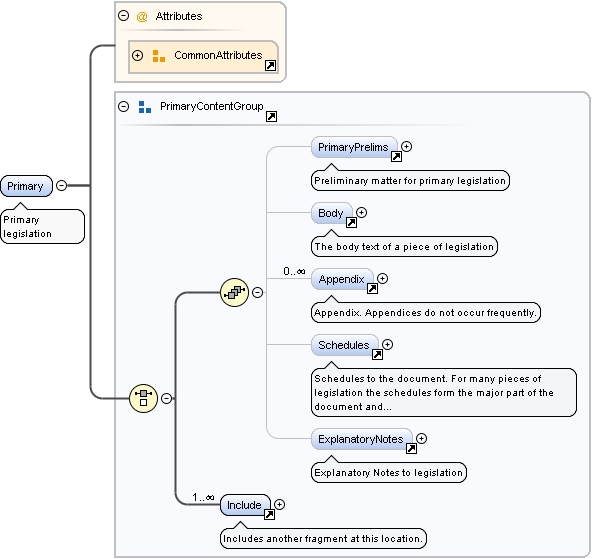 Attributes
CommonAttributes
PrimaryContentGroup
PrimaryPrelims
Preliminary matter for primary legislation
Primary
Primary
legislation
Body
The body text of a piece of legislation
0..∞
Appendix
Appendix. Appendices do not occur frequently.
Schedules
Schedules to the document. For many pieces of
legislation the schedules form the major part of the
document and...
ExplanatoryNotes
Explanatory Notes to legislation
1..∞
Include
Includes another fragment at this location.